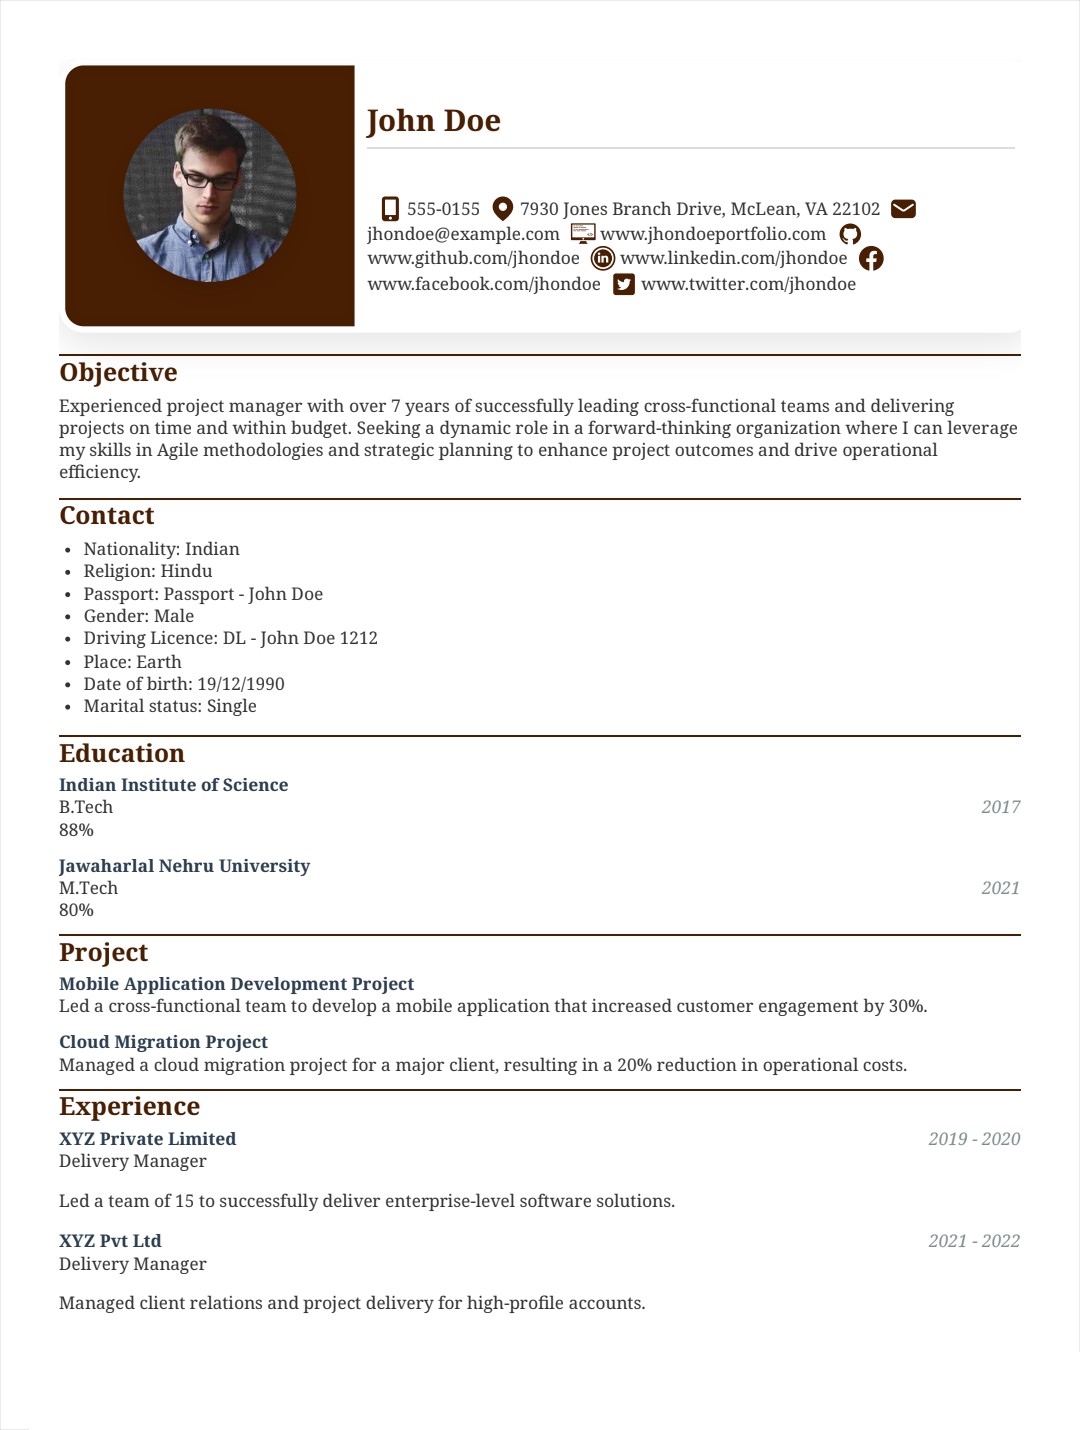 John Doe
555-0155 7930 Jones Branch Drive, McLean, VA 22102
jhondoe@example.com www.jhondoeportfolio.com
www.github.com/jhondoe www.linkedin.com/jhondoe
www.facebook.com/jhondoe www.twitter.com/jhondoe
Objective
Experienced project manager with over 7 years of successfully leading cross-functional teams and delivering
projects on time and within budget. Seeking a dynamic role in a forward-thinking organization where I can leverage
my skills in Agile methodologies and strategic planning to enhance project outcomes and drive operational
efficiency.
Contact
• Nationality: Indian
• Religion: Hindu
• Passport: Passport - John Doe
• Gender: Male
• Driving Licence: DL - John Doe 1212
• Place: Earth
• Date of birth: 19/12/1990
• Marital status: Single
Education
Indian Institute of Science
B.Tech 2017
88%
Jawaharlal Nehru University
M.Tech 2021
80%
Project
Mobile Application Development Project
Led a cross-functional team to develop a mobile application that increased customer engagement by 30%.
Cloud Migration Project
Managed a cloud migration project for a major client, resulting in a 20% reduction in operational costs.
Experience
XYZ Private Limited 2019 - 2020
Delivery Manager
Led a team of 15 to successfully deliver enterprise-level software solutions.
XYZ Pvt Ltd 2021 - 2022
Delivery Manager
Managed client relations and project delivery for high-profile accounts.